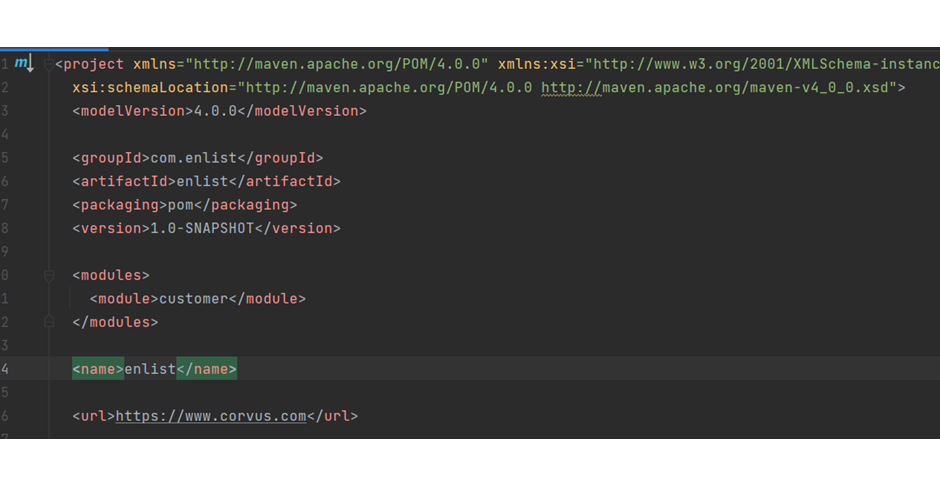 1 m <project xmlns="http://maven.apache.org/POM/4.0.0" xmlns:xsi="http://www.w3.org/2001/XMLSchema-instanc
2 xsi:schemaLocation="http://maven.apache.org/POM/4.0.0 http://maven.apache.org/maven-v4_0_0.xsd">
3 <modelVersion>4.0.0</modelVersion>
4
5 <groupId>com.enlist</groupId>
6 <artifactId>enlist</artifactId>
7 <packaging>pom</packaging>
8 <version>1.0-SNAPSHOT</version>
9
0 <modules>
1 <module>customer</module>
2 </modules>
3
4 <name>enlist</name>
5
6 <url>https://www.corvus.com</url>
7